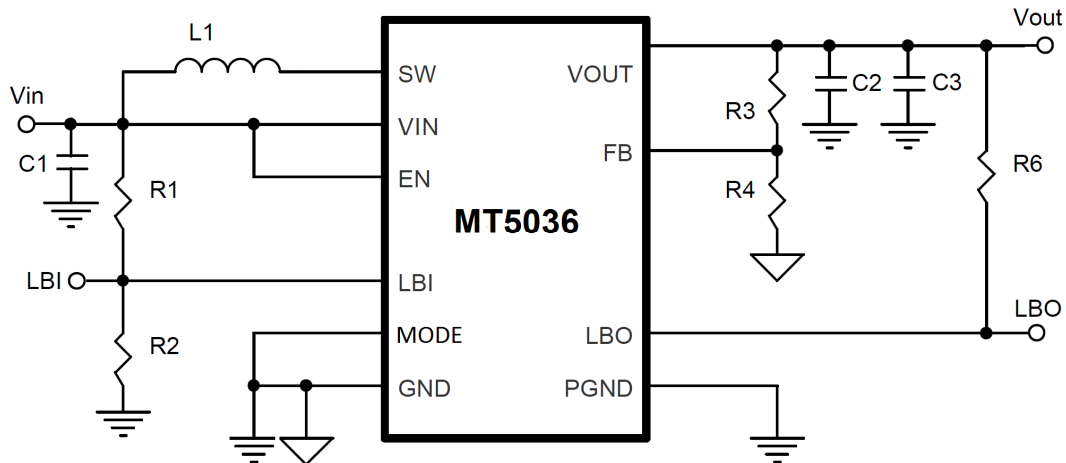 Vout
L1
SW
VOUT
C2
C3
Vin
R3
VIN
C1
FB
R6
R1
EN
R4
MT5036
LBI
LBI
LBO
MODE
LBO
R2
GND
PGND